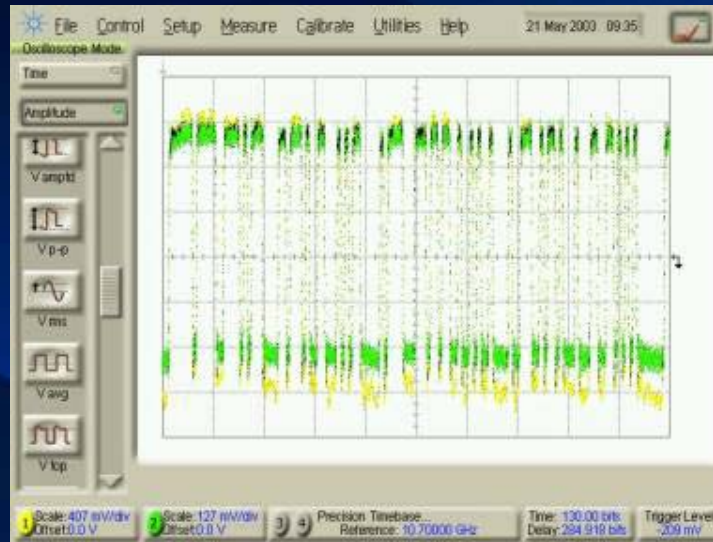 File Control Setup Measure Calibrate Utilities Help 21 May 2003 09:35
Oscilloscope Mode
Time
Amplitude
V amptd
V p-p
V rms
V avg
V top
1 Scale:407 mV/div
Offset:0.0 V
2 Scale:127 mV/div
Offset:0.0 V
3 4 Precision Timebase...
Reference: 10.70000 GHz
Time: 130.00 bits
Delay:284.918 bits
Trigger Level
-209 mV